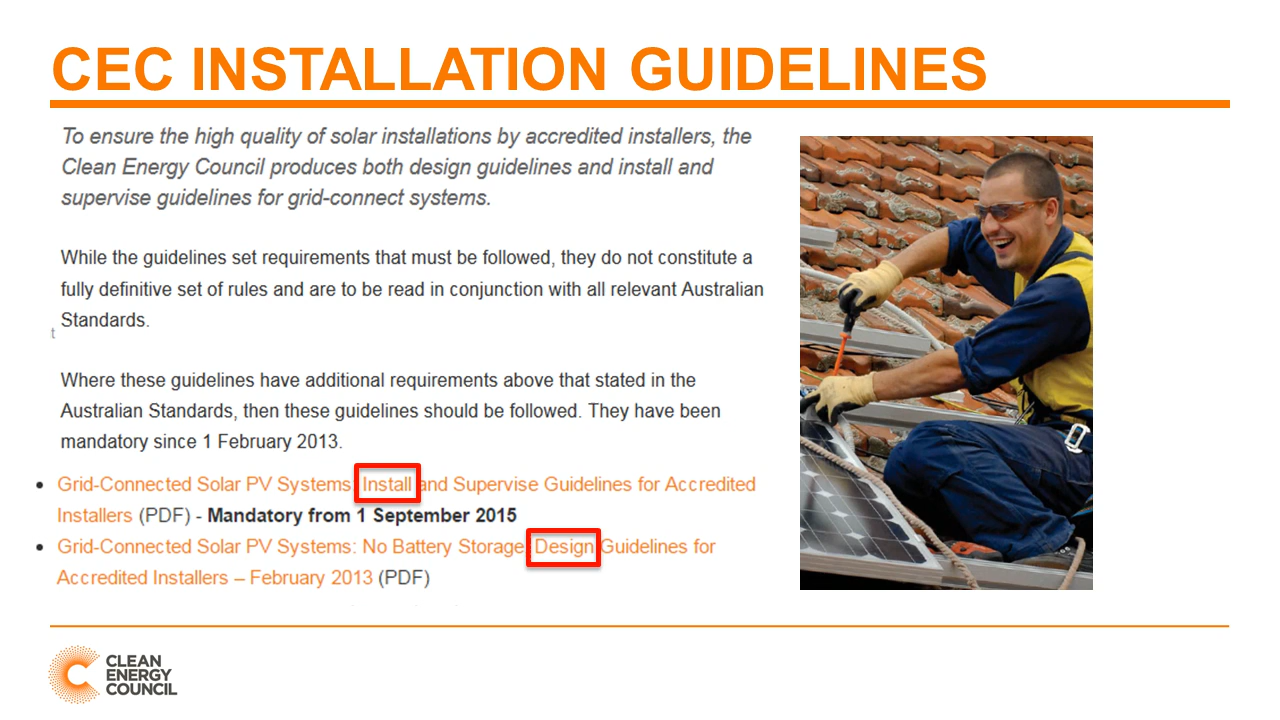 CEC INSTALLATION GUIDELINES
To ensure the high quality of solar installations by accredited installers, the
Clean Energy Council produces both design guidelines and install and
supervise guidelines for grid-connect systems.
While the guidelines set requirements that must be followed, they do not constitute a
fully definitive set of rules and are to be read in conjunction with all relevant Australian
Standards.
t
Where these guidelines have additional requirements above that stated in the
Australian Standards, then these guidelines should be followed. They have been
mandatory since 1 February 2013.
• Grid-Connected Solar PV Systems: Install and Supervise Guidelines for Accredited
Installers (PDF) - Mandatory from 1 September 2015
• Grid-Connected Solar PV Systems: No Battery Storage: Design Guidelines for
Accredited Installers – February 2013 (PDF)
CLEAN
ENERGY
COUNCIL